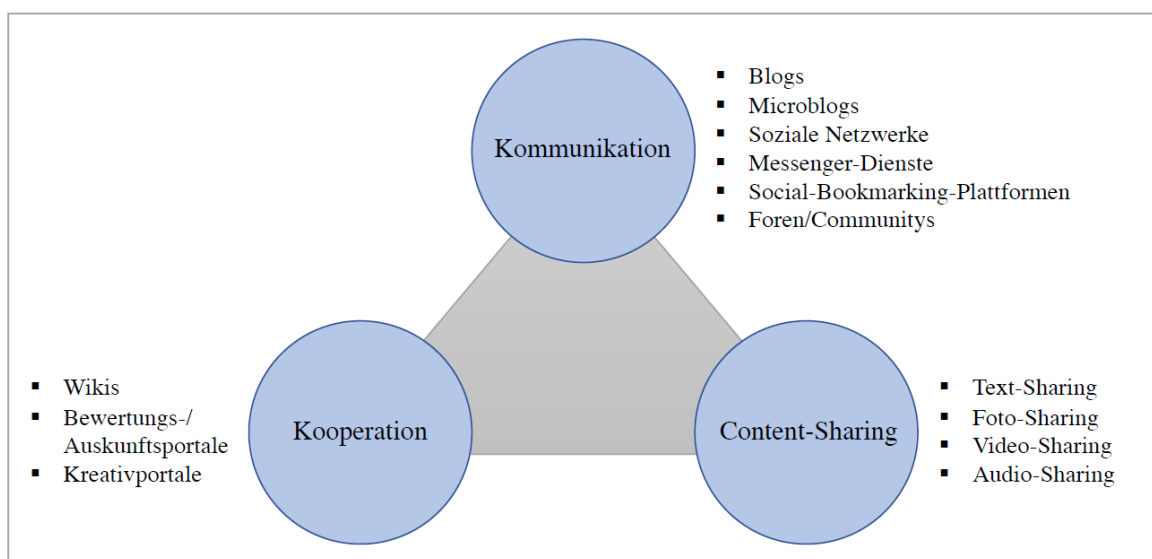 Kommunikation
▪ Blogs
▪ Microblogs
▪ Soziale Netzwerke
▪ Messenger-Dienste
▪ Social-Bookmarking-Plattformen
▪ Foren/Communitys
Kooperation
▪ Wikis
▪ Bewertungs-/
Auskunftsportale
▪ Kreativportale
Content-Sharing
▪ Text-Sharing
▪ Foto-Sharing
▪ Video-Sharing
▪ Audio-Sharing